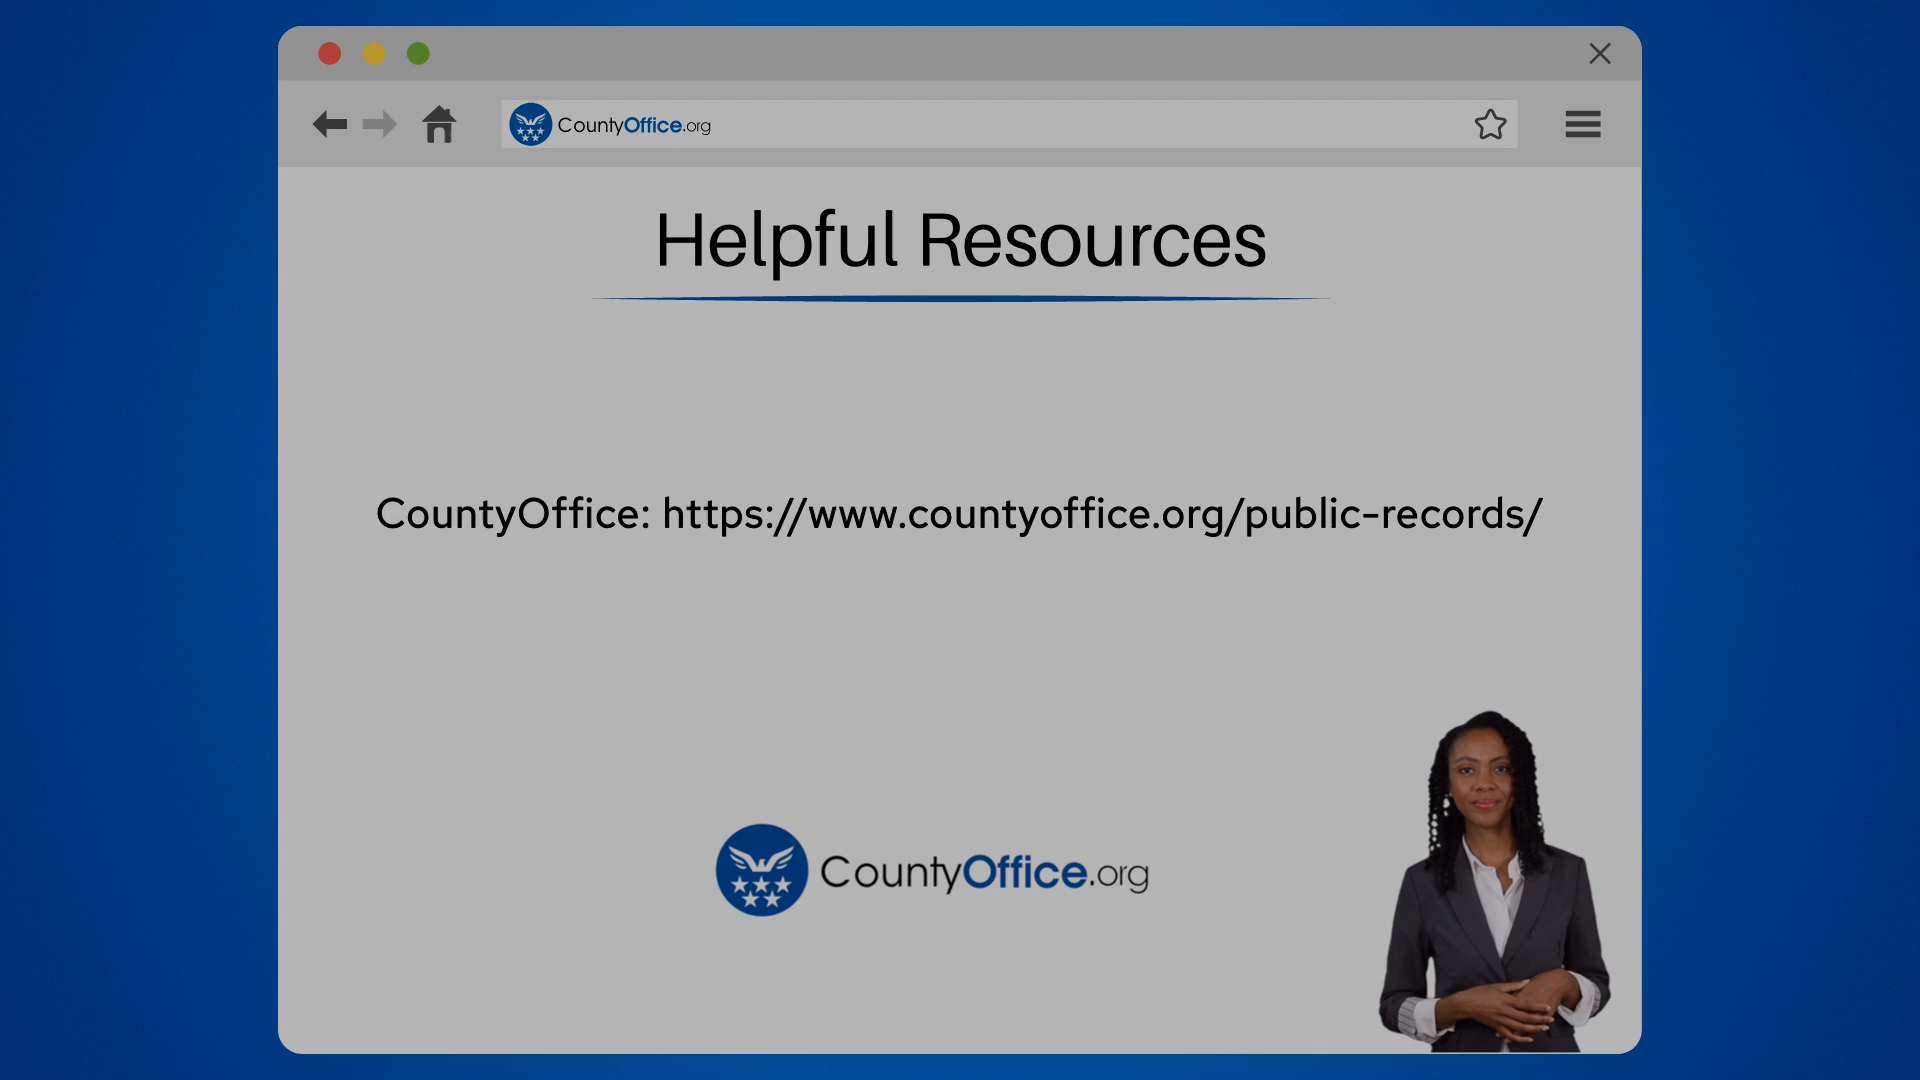 CountyOffice.org
Helpful Resources
CountyOffice: https://www.countyoffice.org/public-records/
CountyOffice.org